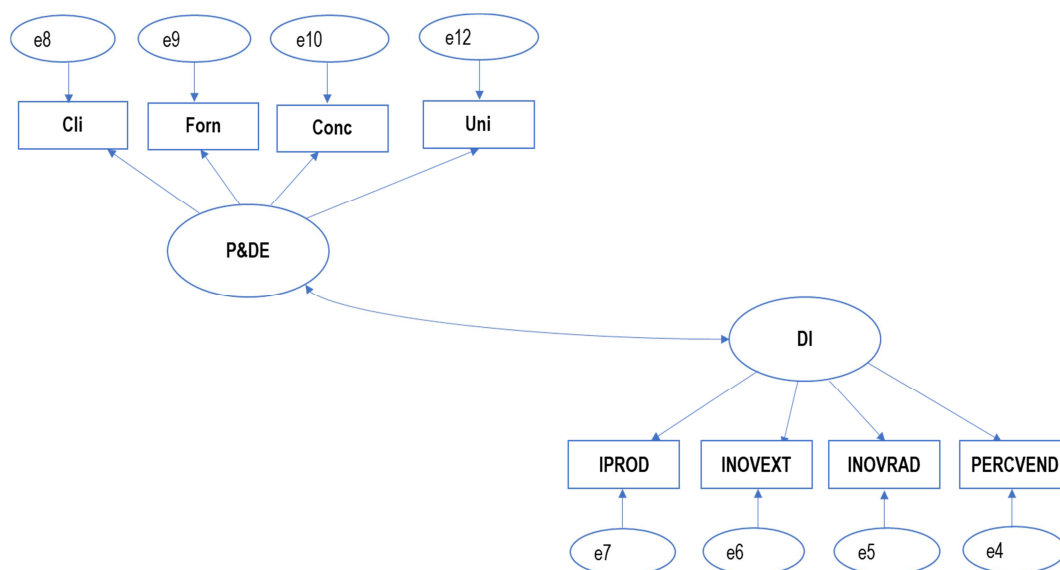 e8
e9
e10
e12
Cli
Forn
Conc
Uni
P&DE
DI
IPROD
INOVEXT
INOVRAD
PERCVEND
e7
e6
e5
e4